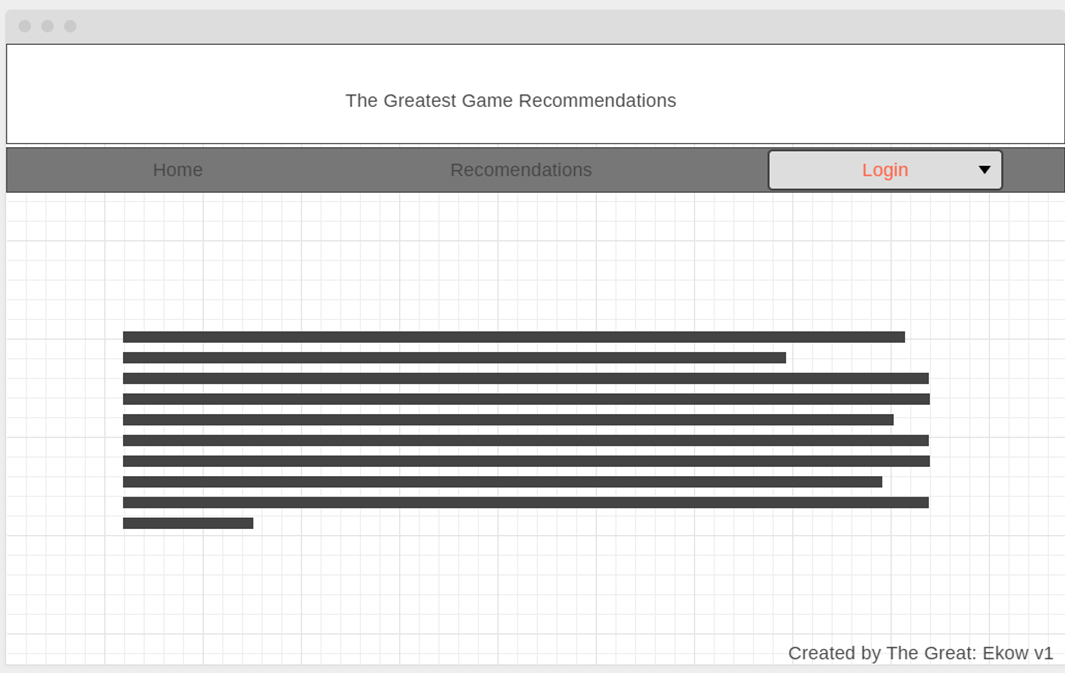 The Greatest Game Recommendations
Home
Recomendations
Login
Created by The Great: Ekow v1